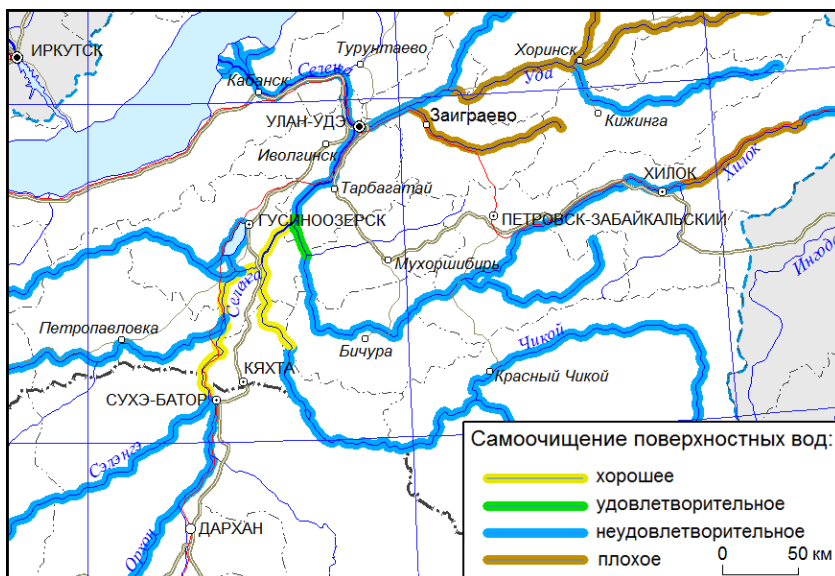 ИРКУТСК
Турунтаево
Хоринск
Кабанск
Селенга
Уда
УЛАН-УДЭ
Заиграево
Кижинга
Иволгинск
Тарбагатай
ХИЛОК
Хилок
ГУСИНООЗЕРСК
ПЕТРОВСК-ЗАБАЙКАЛЬСКИЙ
Мухоршибирь
Ингода
Селенга
Петропавловка
Бичура
Чикой
КЯХТА
Красный Чикой
СУХЭ-БАТОР
Сэлэнгэ
ДАРХАН
Орхон
Самоочищение поверхностных вод:
хорошее
удовлетворительное
неудовлетворительное
плохое
0 50 км